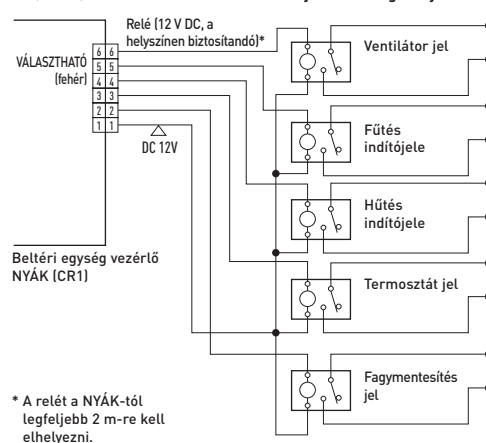 Relé (12 V DC, a
helyszínen biztosítandó)*
VÁLASZTHATÓ
(fehér)
6 6
5 5
4 4
3 3
2 2
1 1
DC 12V
Ventilátor jel
Fűtés
indítójele
Hűtés
indítójele
Termosztát jel
Fagymentesítés
jel
Beltéri egység vezérlő
NYÁK (CR1)
* A relét a NYÁK-tól
legfeljebb 2 m-re kell
elhelyezni.